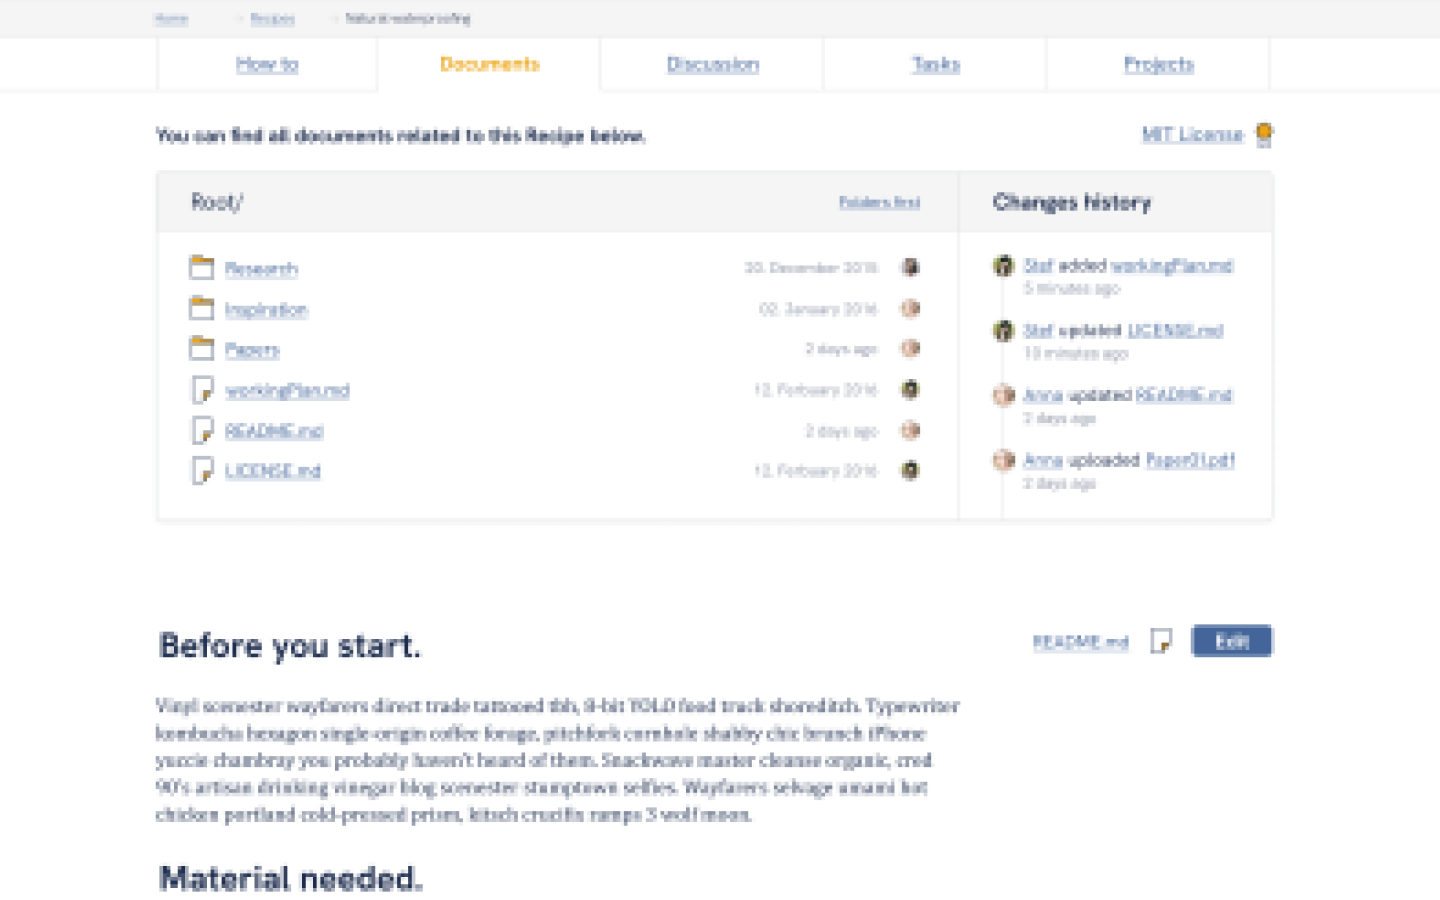 Home
Recipes
Natural waterproofing
How to
Documents
Discussion
Tasks
Projects
You can find all documents related to this Recipe below.
MIT License
Root/
Folders first
Changes history
Research
20. December 2015
Inspiration
02. January 2016
Papers
2 days ago
workingPlan.md
12. Ferbuary 2016
README.md
2 days ago
LICENSE.md
12. Ferbuary 2016
Stef added workingPlan.md
5 minutes ago
Stef updated LICENSE.md
10 minutes ago
Anna updated README.md
2 days ago
Anna uploaded Paper01.pdf
2 days ago
Before you start.
README.md
Edit
Vinyl scenester wayfarers direct trade tattooed tbh, 8-bit YOLO food truck shoreditch. Typewriter
kombucha hexagon single-origin coffee forage, pitchfork cornhole shabby chic brunch iPhone
yuccie chambray you probably haven't heard of them. Snackwave master cleanse organic, cred
90's artisan drinking vinegar blog scenester stumptown selfies. Wayfarers selvage umami hot
chicken portland cold-pressed prism, kitsch crucifix ramps 3 wolf moon.
Material needed.